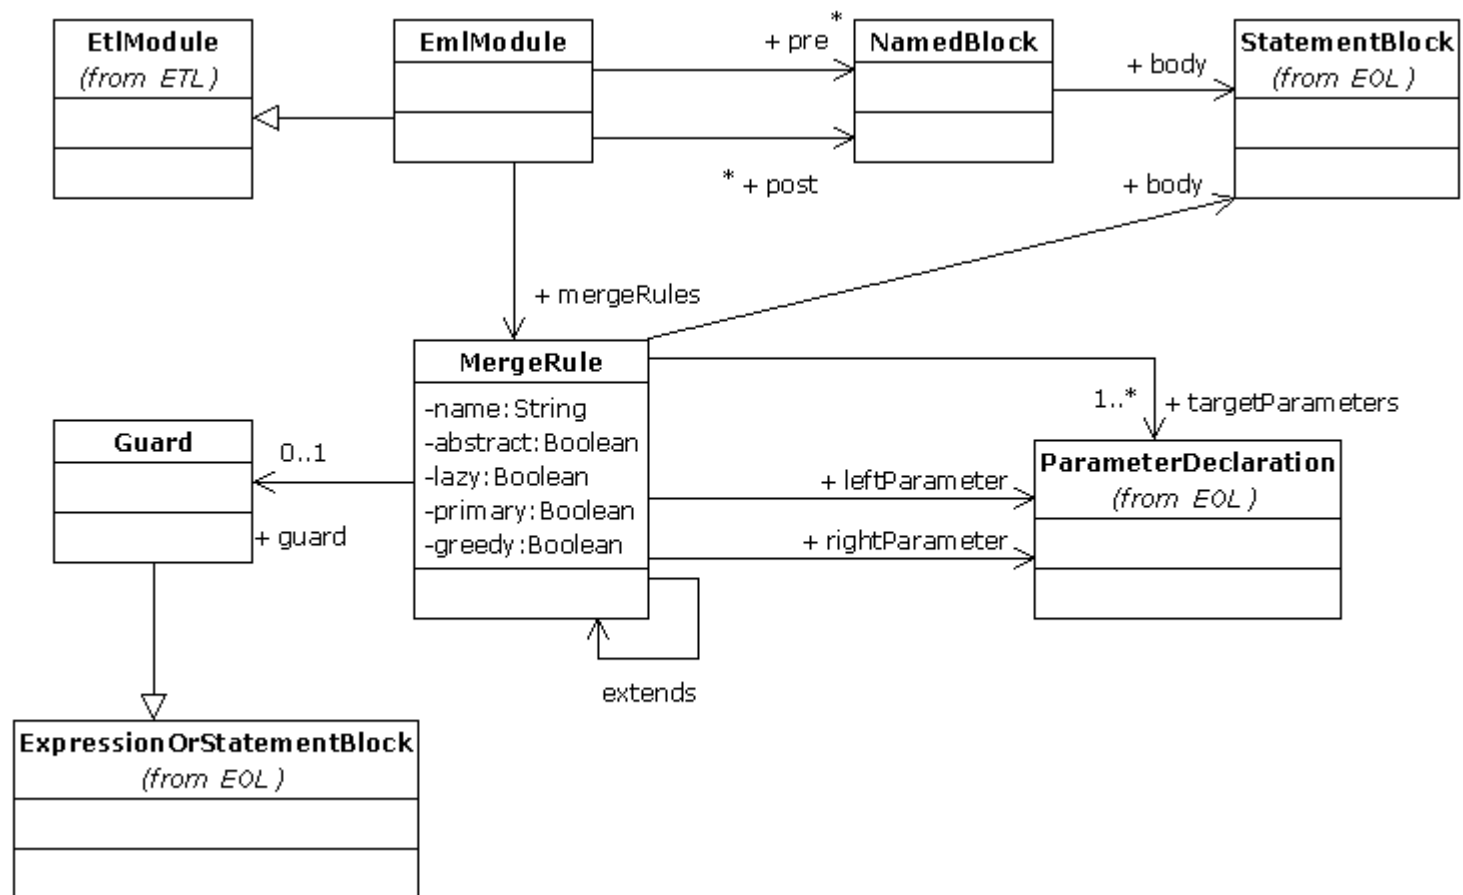 EtlModule
(from ETL)
EmlModule
+ pre
*
NamedBlock
+ body
StatementBlock
(from EOL)
* + post
+ body
+ mergeRules
MergeRule
-name:String
-abstract:Boolean
-lazy:Boolean
-primary:Boolean
-greedy:Boolean
Guard
0..1
+ guard
1..*
+ targetParameters
+ leftParameter
+ rightParameter
ParameterDeclaration
(from EOL)
extends
ExpressionOrStatementBlock
(from EOL)